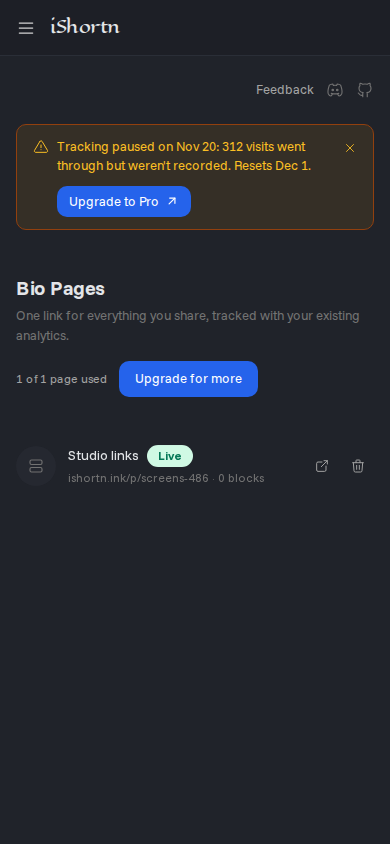 iShortn
Feedback
Tracking paused on Nov 20: 312 visits went
through but weren't recorded. Resets Dec 1.
Upgrade to Pro
Bio Pages
One link for everything you share, tracked with your existing
analytics.
1 of 1 page used
Upgrade for more
Studio links
Live
ishortn.ink/p/screens-486 · 0 blocks